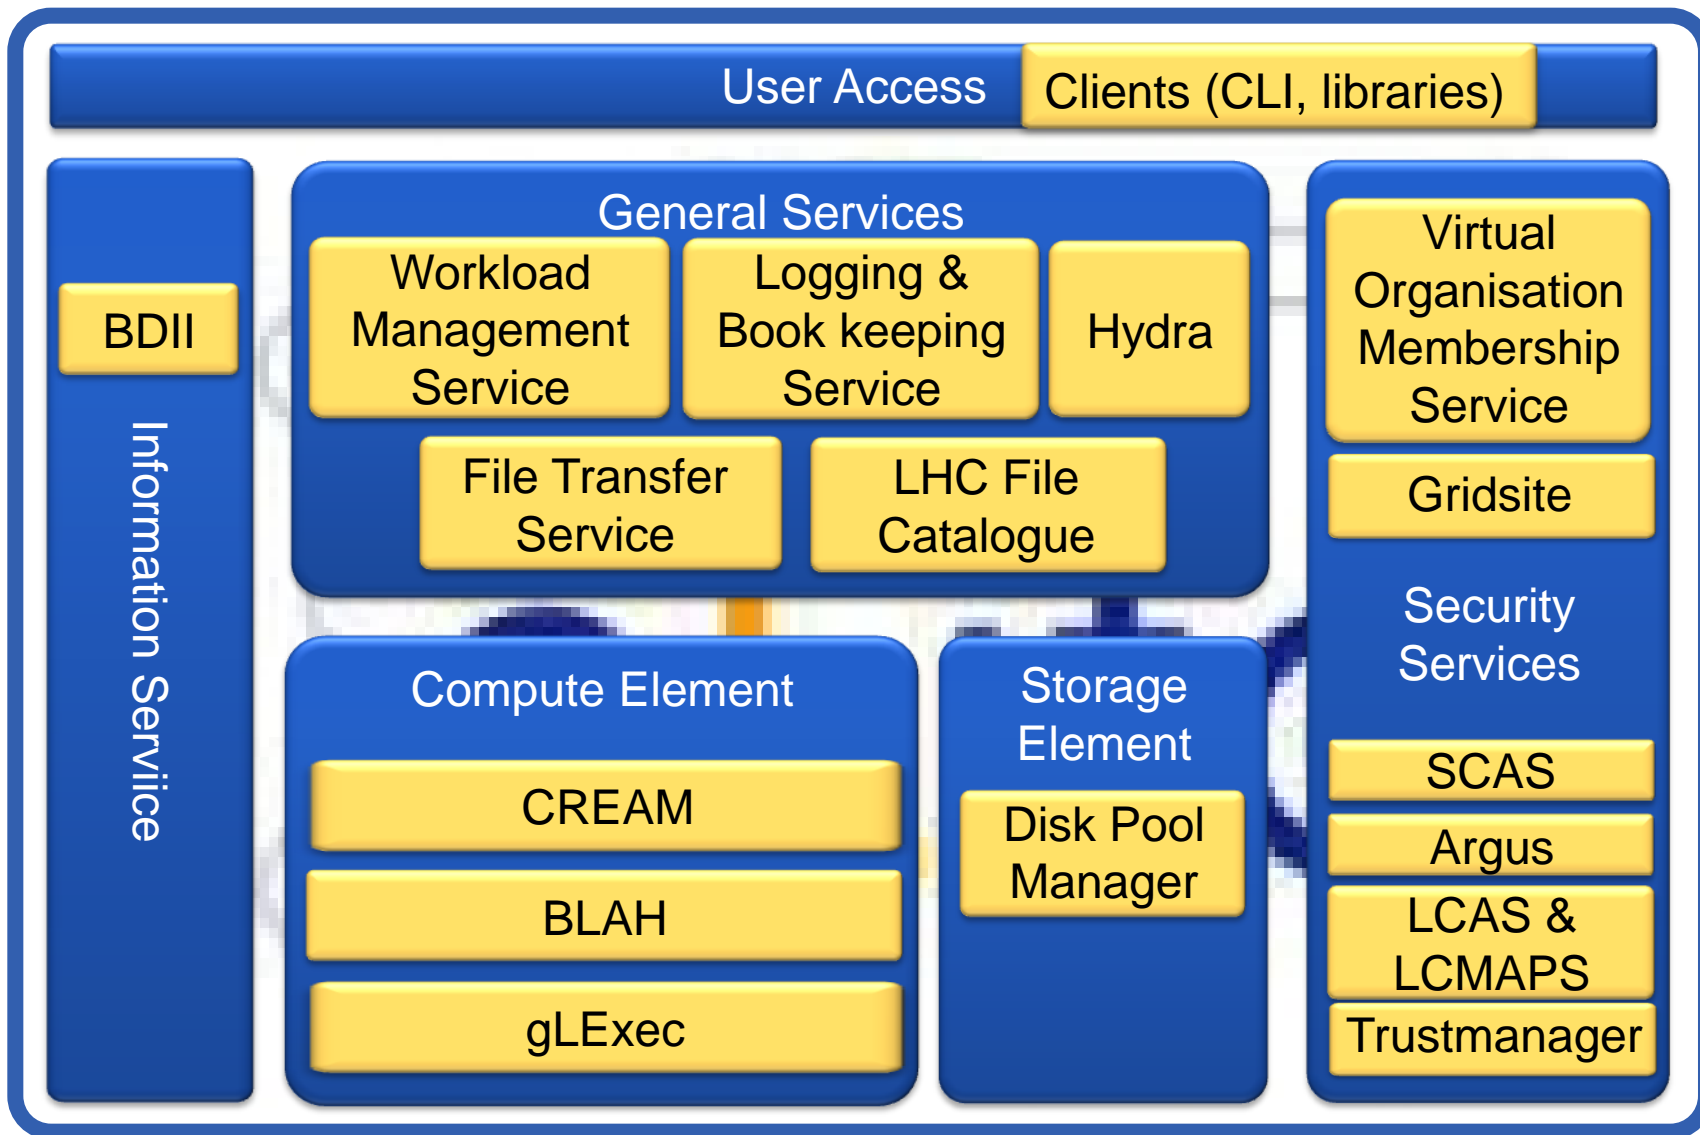 User Access
Clients (CLI, libraries)
BDII
Information Serviice
General Services
Workload
Management
Service
Logging &
Book keeping
Service
Hydra
File Transfer
Service
LHC File
Catalogue
Compute Element
CREAM
BLAH
gLExec
Storage
Element
Disk Pool
Manager
Virtual
Organisation
Membership
Service
Gridsite
Security
Services
SCAS
Argus
LCAS &
LCMAPS
Trustmanager